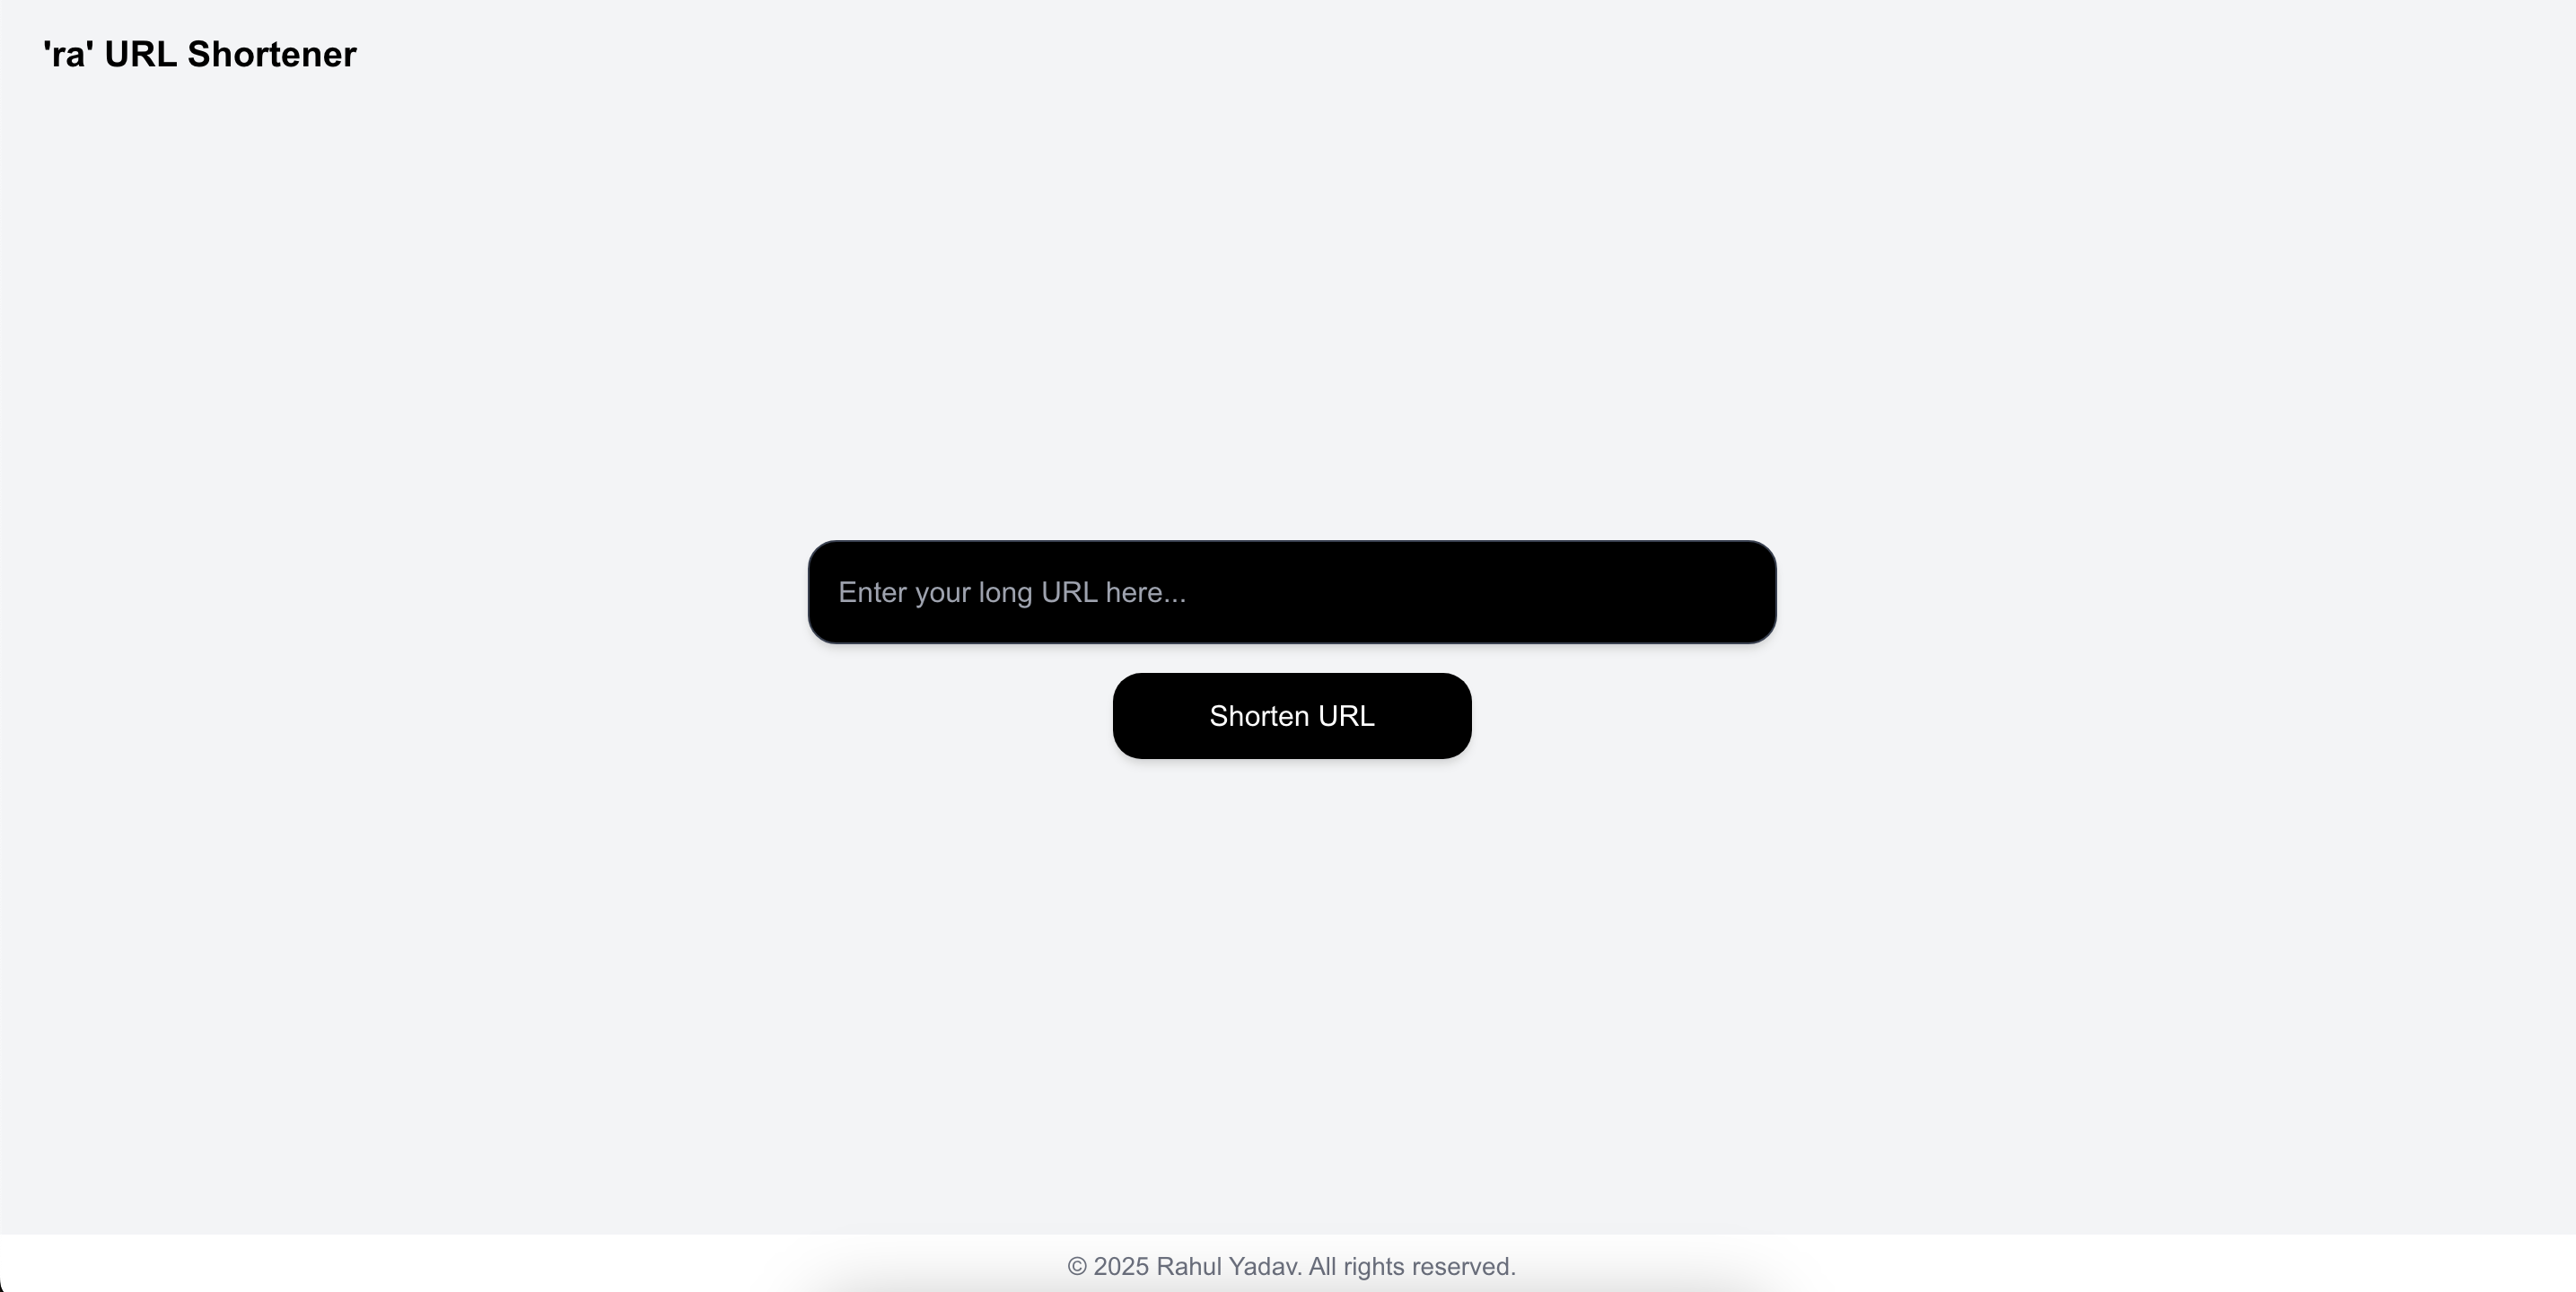 'ra' URL Shortener
Enter your long URL here...
Shorten URL
© 2025 Rahul Yadav. All rights reserved.